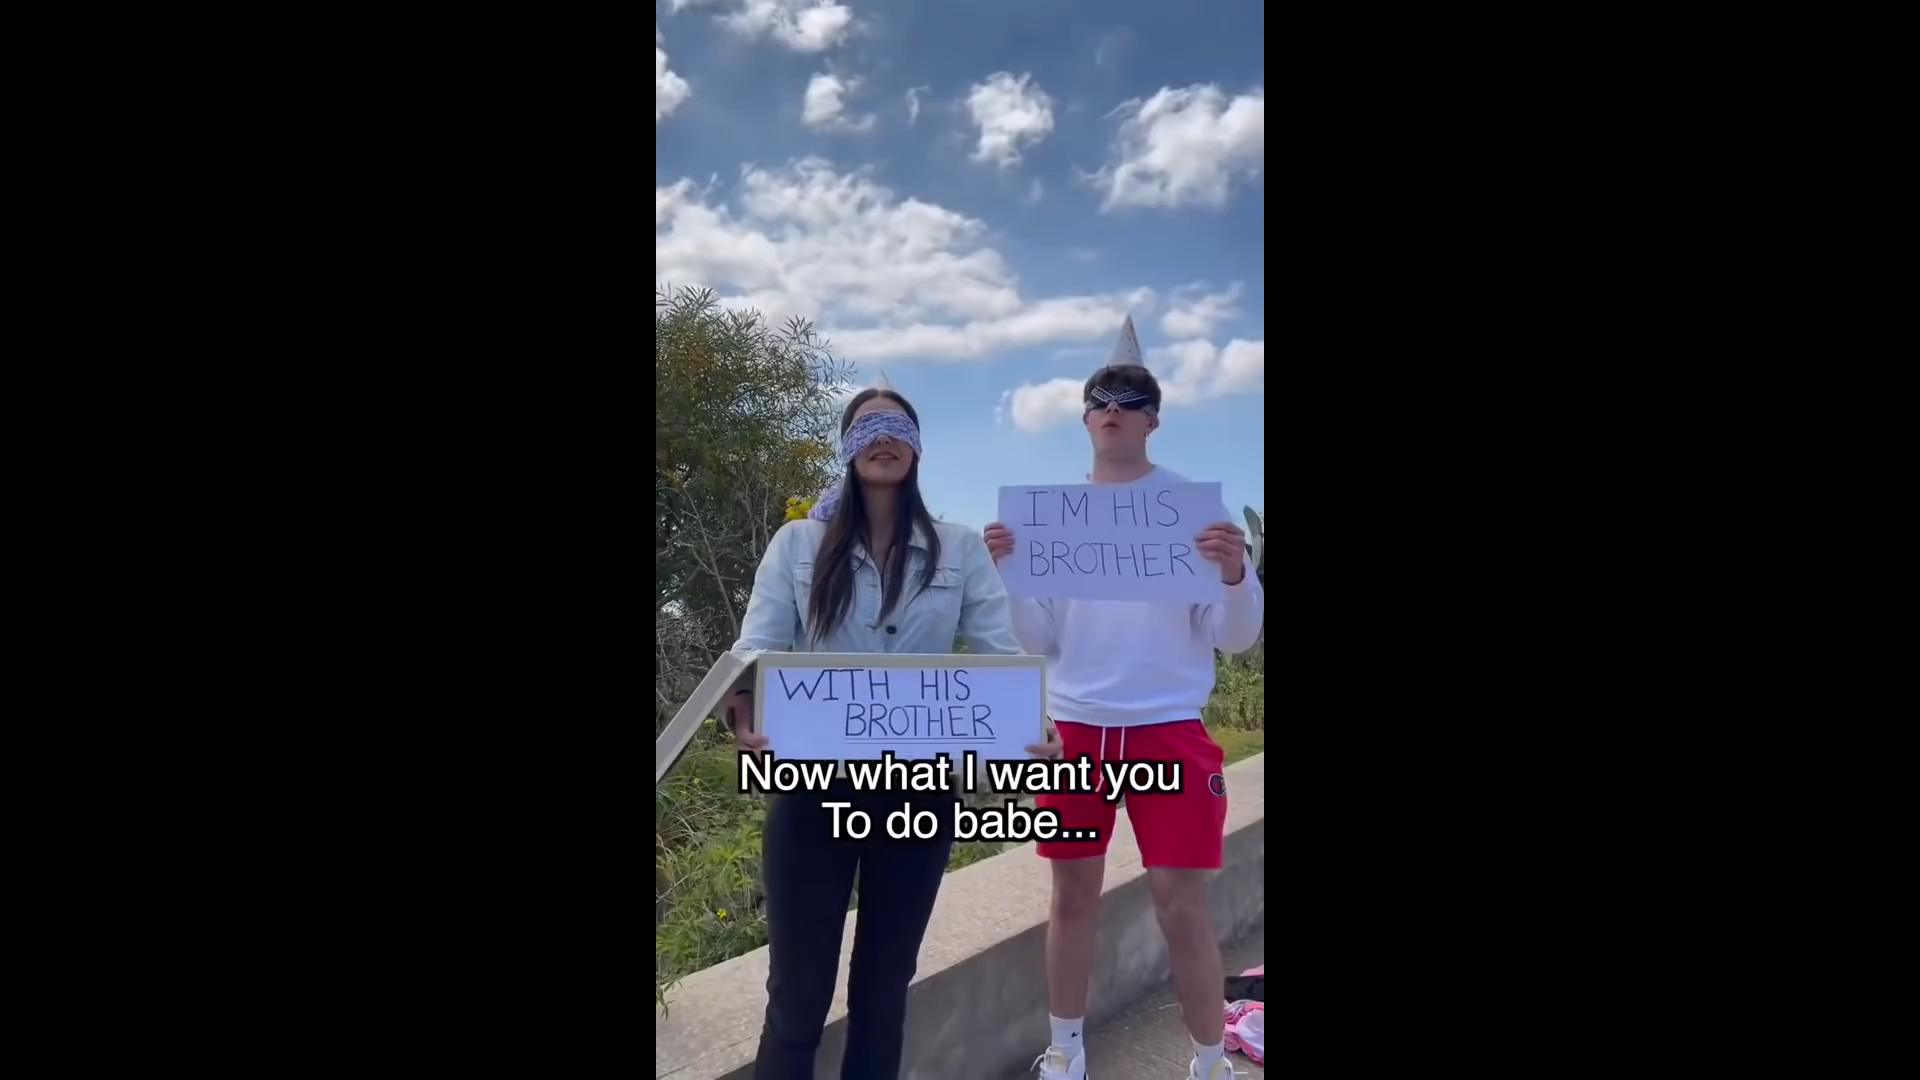 I'M HIS
BROTHER
WITH HIS
BROTHER
Now what I want you
To do babe...